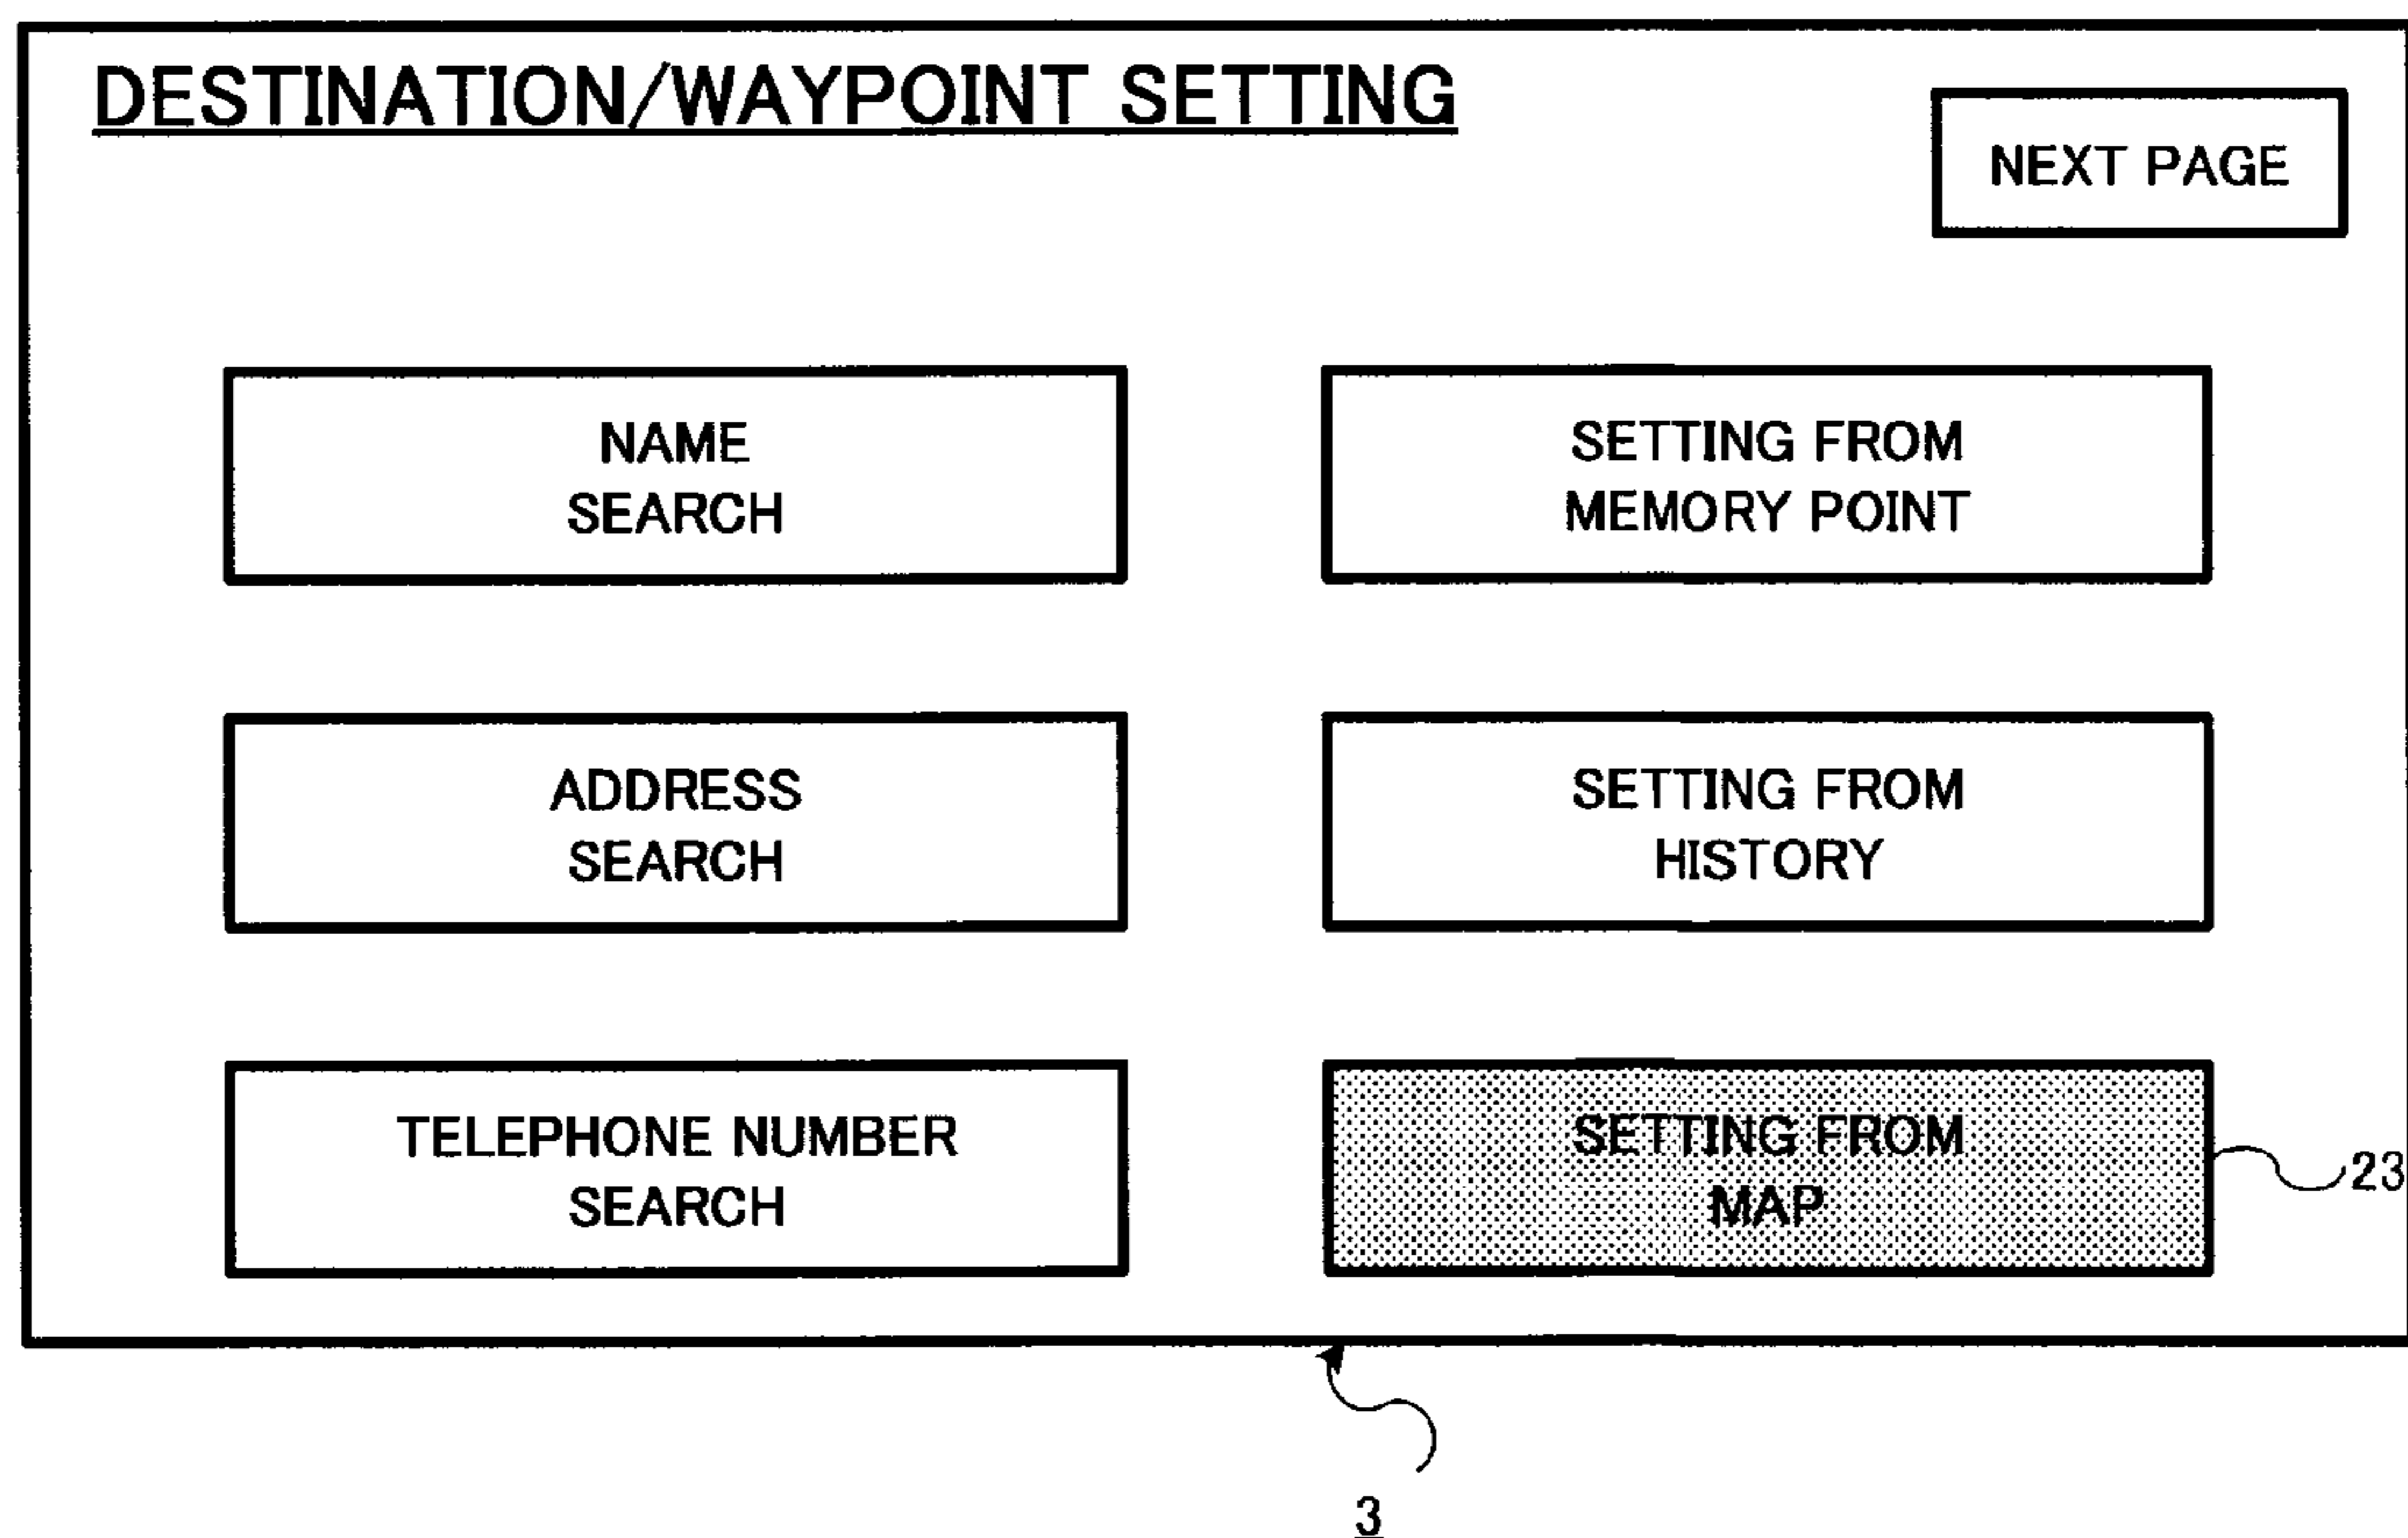 DESTINATION/WAYPOINT SETTING
NEXT PAGE
NAME
SEARCH
SETTING FROM
MEMORY POINT
ADDRESS
SEARCH
SETTING FROM
HISTORY
TELEPHONE NUMBER
SEARCH
SETTING FROM
MAP
23
3